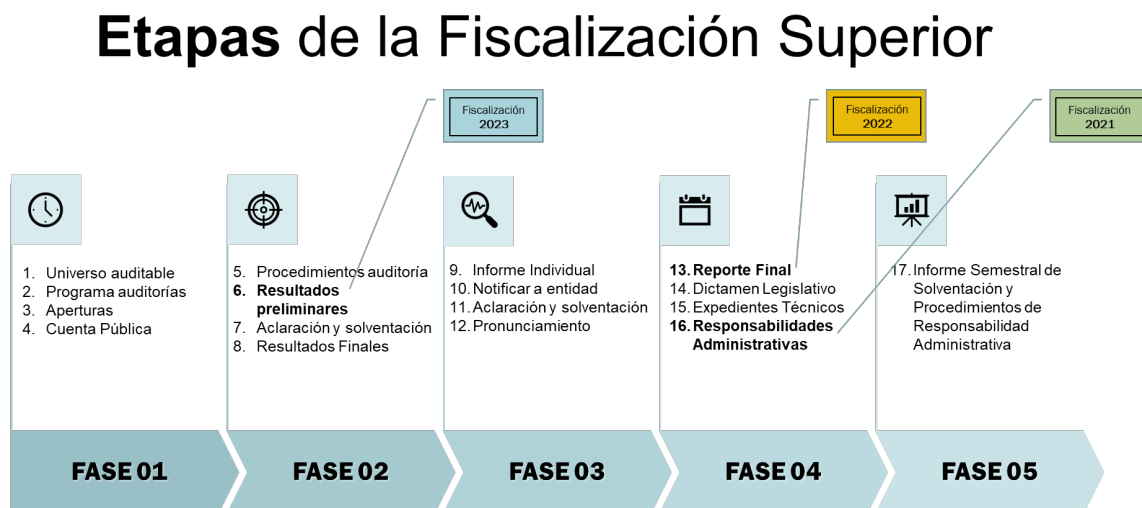 Etapas de la Fiscalización Superior
Fiscalización
2023
Fiscalización
2022
Fiscalización
2021
1. Universo auditable
2. Programa auditorías
3. Aperturas
4. Cuenta Pública
5. Procedimientos auditoría
6. Resultados
preliminares
7. Aclaración y solventación
8. Resultados Finales
9. Informe Individual
10. Notificar a entidad
11. Aclaración y solventación
12. Pronunciamiento
13. Reporte Final
14. Dictamen Legislativo
15. Expedientes Técnicos
16. Responsabilidades
Administrativas
17. Informe Semestral de
Solventación y
Procedimientos de
Responsabilidad
Administrativa
FASE 01
FASE 02
FASE 03
FASE 04
FASE 05